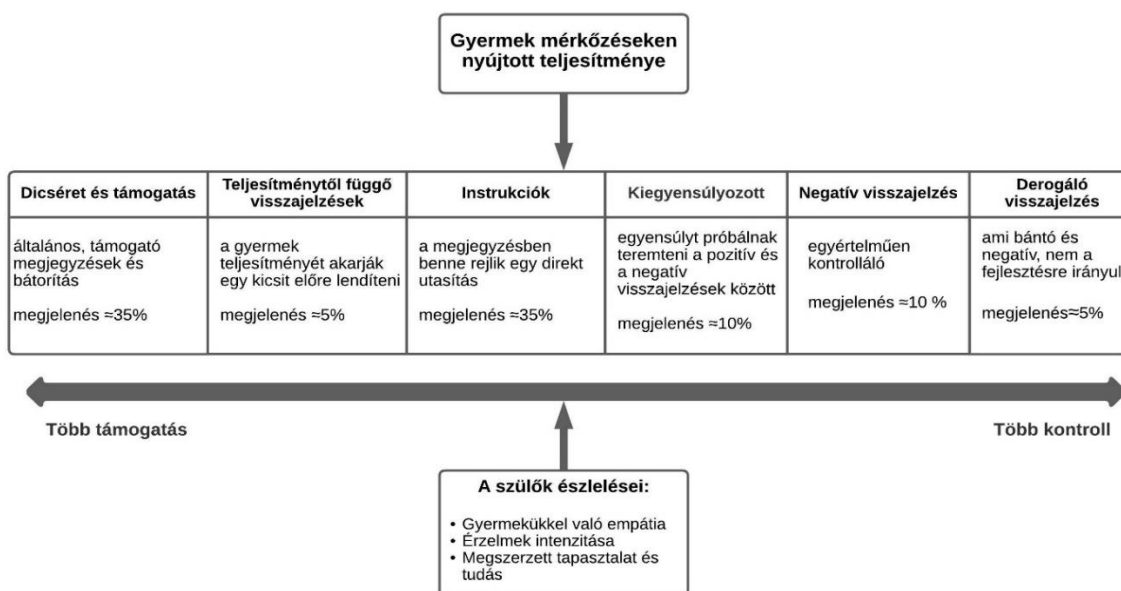 Gyermek mérkőzéseken
nyújtott teljesítménye
Dicséret és támogatás
általános, támogató
megjegyzések és
bátorítás
megjelenés ≈35%
Teljesítménytől függő
visszajelzések
a gyermek
teljesítményét akarják
egy kicsit előre lendíteni
megjelenés ≈5%
Instrukciók
a megjegyzésben
benne rejlik egy direkt
utasítás
megjelenés ≈35%
Kiegyensúlyozott
egyensúlyt próbálnak
teremteni a pozitív és
a negatív
visszajelzések között
megjelenés ≈10%
Negatív visszajelzés
egyértelműen
kontrolláló
megjelenés ≈10 %
Derogáló
visszajelzés
ami bántó és
negatív, nem a
fejlesztésre irányul
megjelenés≈5%
Több támogatás
Több kontroll
A szülők észlelései:
• Gyermekükkel való empátia
• Érzelmek intenzitása
• Megszerzett tapasztalat és
tudás